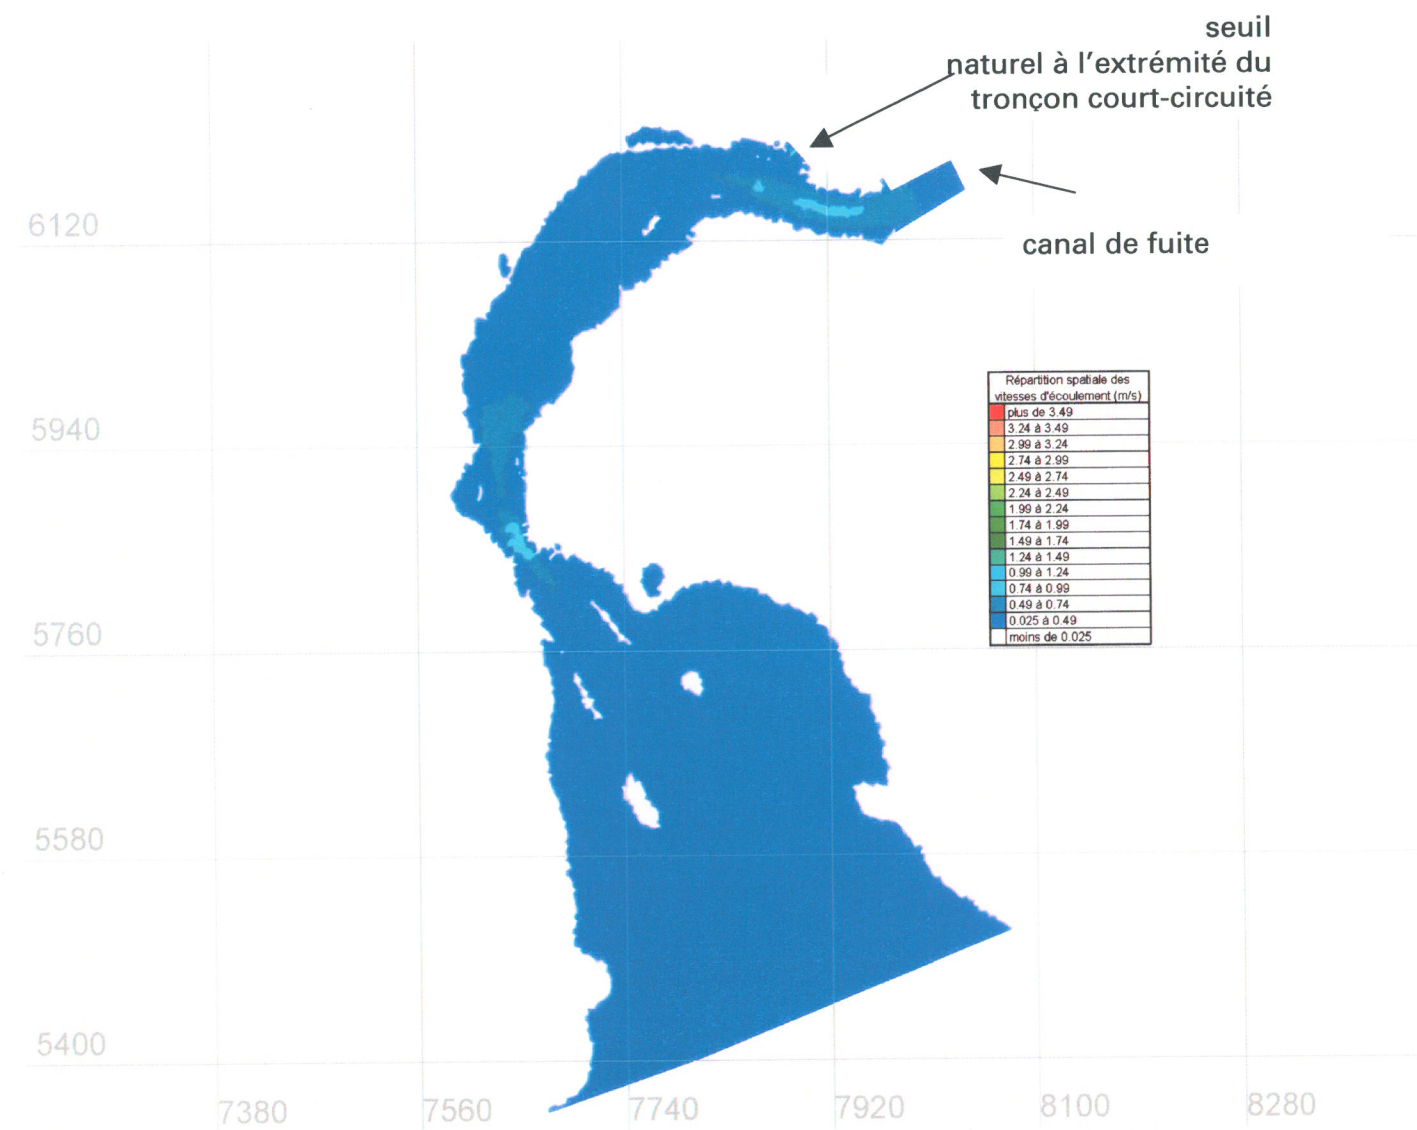 seuil
naturel à l'extrémité du
tronçon court-circuité
canal de fuite
6120
5940
5760
5580
5400
7380
7560
7740
7920
8100
8280
Répartition spatiale des
vitesses d'écoulement (m/s)
plus de 3.49
3.24 à 3.49
2.99 à 3.24
2.74 à 2.99
2.49 à 2.74
2.24 à 2.49
1.99 à 2.24
1.74 à 1.99
1.49 à 1.74
1.24 à 1.49
0.99 à 1.24
0.74 à 0.99
0.49 à 0.74
0.025 à 0.49
moins de 0.025